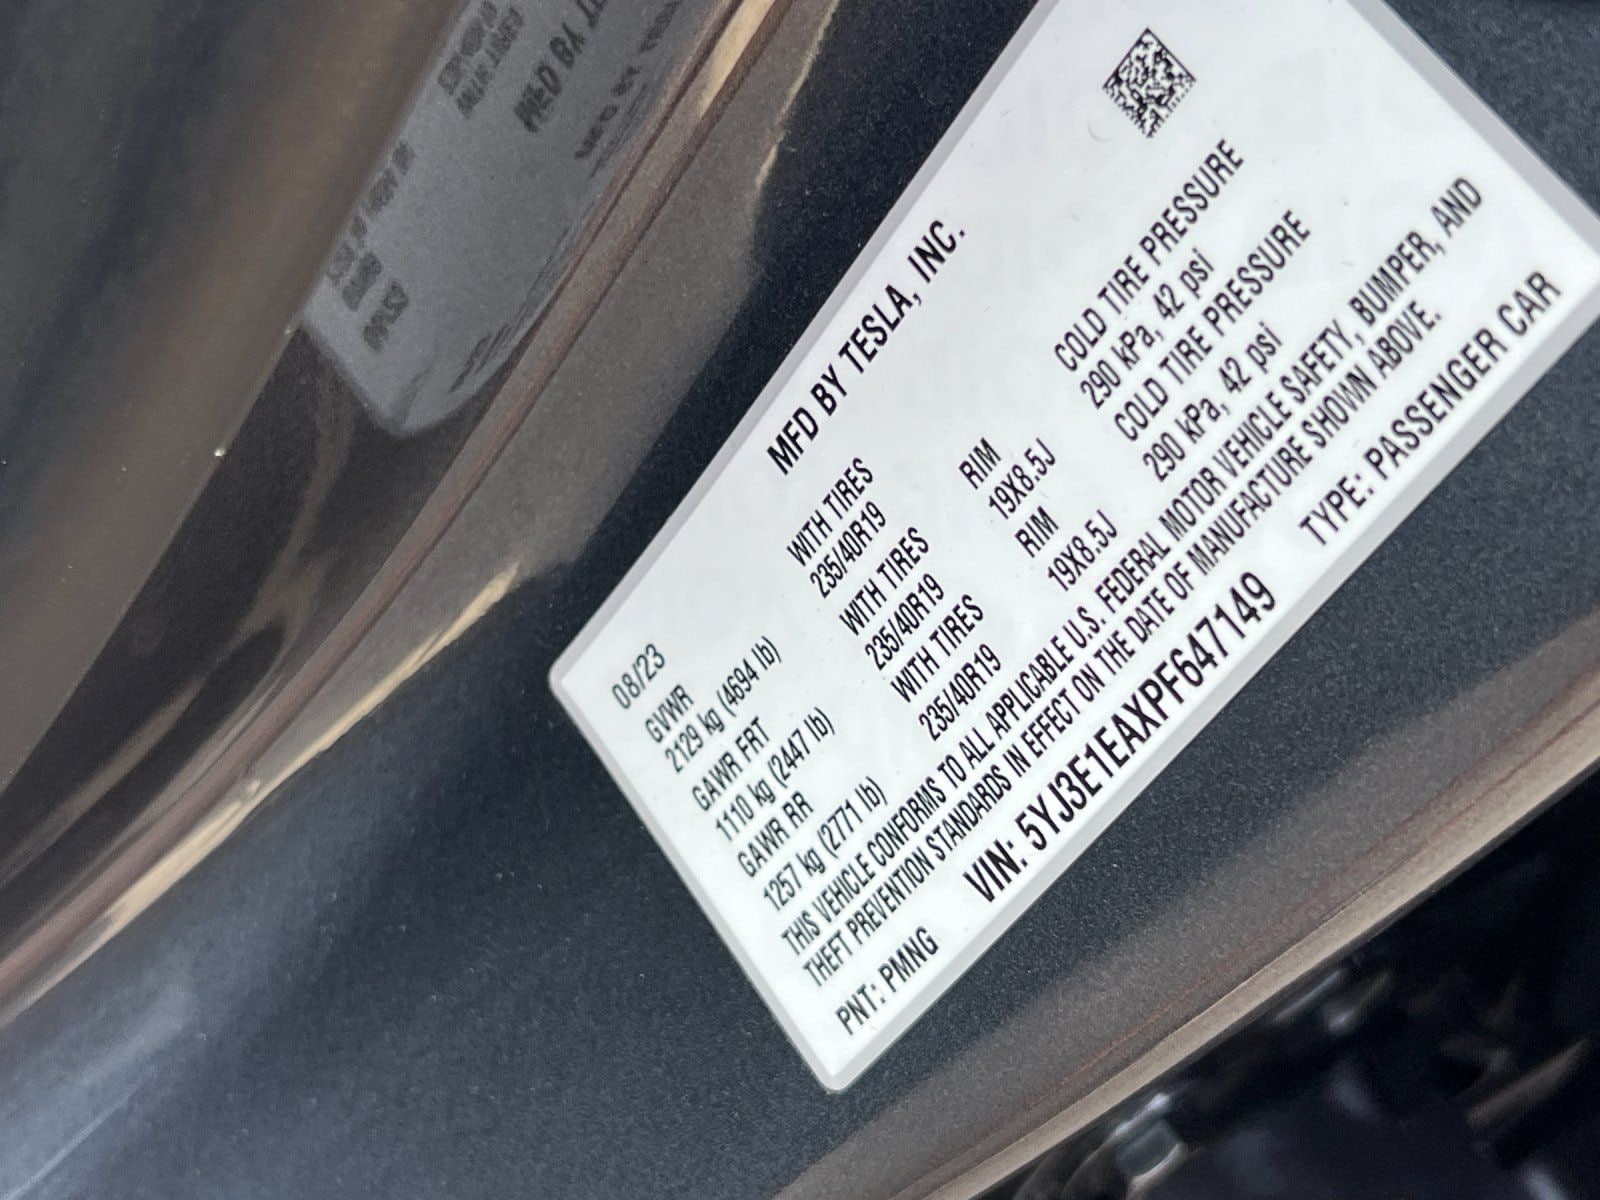 MFD BY TESLA, INC.
08/23
GVWR WITH TIRES RIM COLD TIRE PRESSURE
2129 kg (4694 lb) 235/40R19 19X8.5J 290 kPa, 42 psi
GAWR FRT WITH TIRES RIM COLD TIRE PRESSURE
1110 kg (2447 lb) 235/40R19 19X8.5J 290 kPa, 42 psi
GAWR RR WITH TIRES
1257 kg (2771 lb) 235/40R19
THIS VEHICLE CONFORMS TO ALL APPLICABLE U.S. FEDERAL MOTOR VEHICLE SAFETY, BUMPER, AND
THEFT PREVENTION STANDARDS IN EFFECT ON THE DATE OF MANUFACTURE SHOWN ABOVE.
PNT: PMNG VIN: 5YJ3E1EAXPF647149 TYPE: PASSENGER CAR